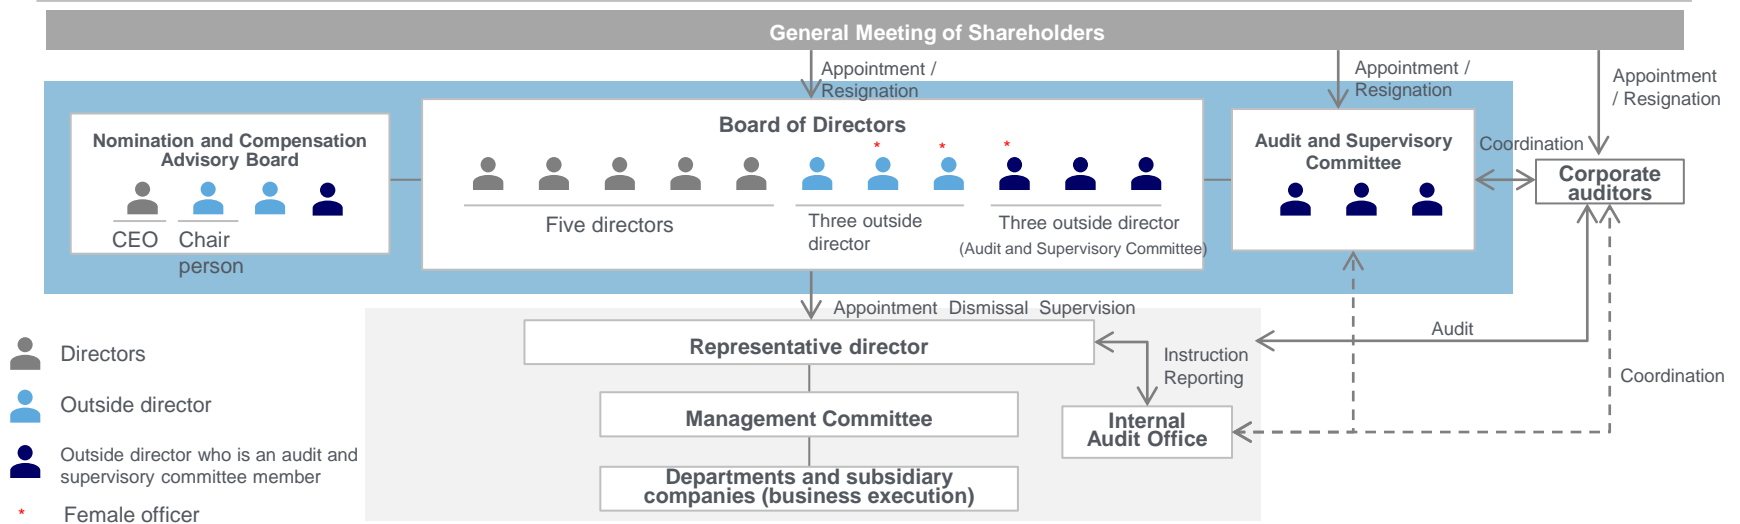 General Meeting of Shareholders
Appointment /
Resignation
Appointment /
Resignation
Appointment
/ Resignation
Nomination and Compensation
Advisory Board
CEO
Chair
person
Board of Directors
*
*
*
Five directors
Three outside
director
Three outside director
(Audit and Supervisory Committee)
Audit and Supervisory
Committee
Coordination
Corporate
auditors
Appointment Dismissal Supervision
Representative director
Instruction
Reporting
Audit
Coordination
Management Committee
Internal
Audit Office
Departments and subsidiary
companies (business execution)
Directors
Outside director
Outside director who is an audit and
supervisory committee member
* Female officer